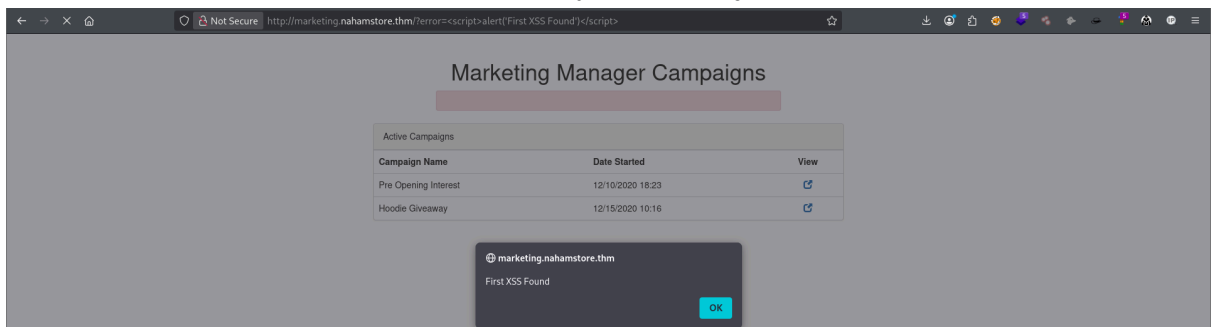 Not Secure http://marketing.nahamstore.thm/?error=<script>alert('First XSS Found')</script>
Marketing Manager Campaigns
Active Campaigns
Campaign Name Date Started View
Pre Opening Interest 12/10/2020 18:23
Hoodie Giveaway 12/15/2020 10:16
marketing.nahamstore.thm
First XSS Found
OK